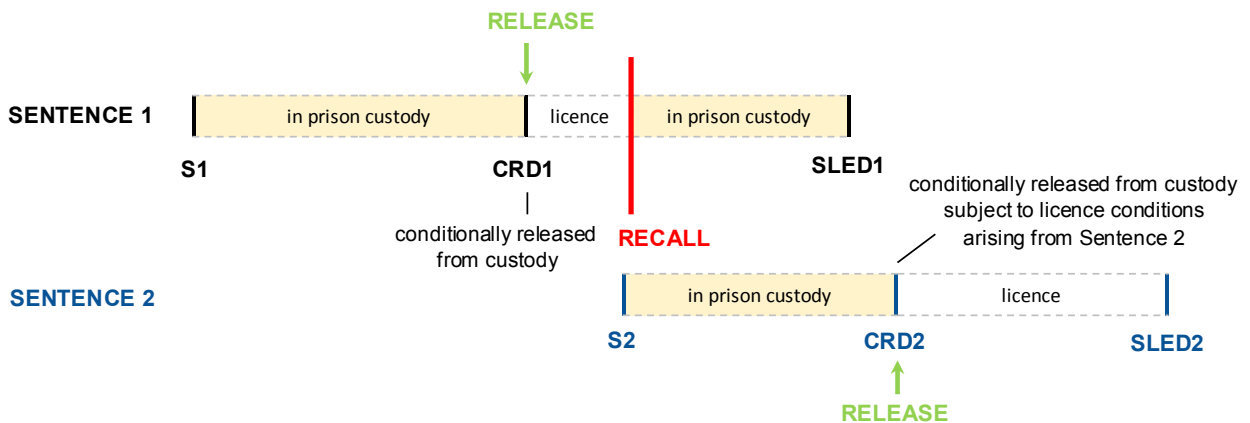 RELEASE
SENTENCE 1
in prison custody
licence
in prison custody
S1
CRD1
SLED1
conditionally released
from custody
RECALL
conditionally released from custody
subject to licence conditions
arising from Sentence 2
SENTENCE 2
in prison custody
licence
S2
CRD2
SLED2
RELEASE